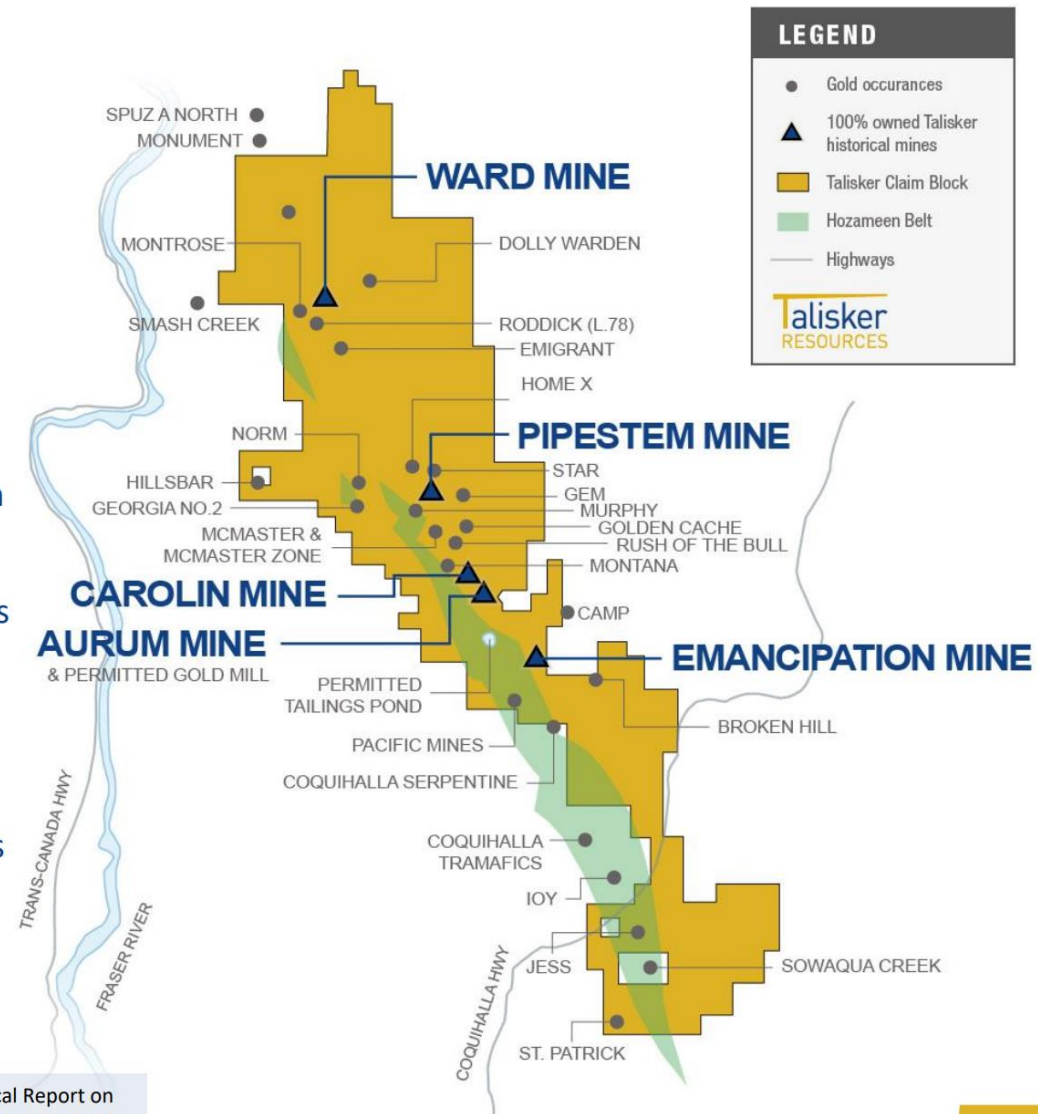 LEGEND
Gold occurances
100% owned Talisker
historical mines
Talisker Claim Block
Hozameen Belt
Highways
Talisker
RESOURCES
SPUZ A NORTH
MONUMENT
WARD MINE
MONTROSE
DOLLY WARDEN
SMASH CREEK
RODDICK (L.78)
EMIGRANT
HOME X
NORM
PIPESTEM MINE
STAR
HILLSBAR
GEM
GEORGIA NO.2
MURPHY
GOLDEN CACHE
MCMASTER &
MCMASTER ZONE
RUSH OF THE BULL
MONTANA
CAROLIN MINE
CAMP
AURUM MINE
& PERMITTED GOLD MILL
EMANCIPATION MINE
PERMITTED
TAILINGS POND
BROKEN HILL
PACIFIC MINES
COQUIHALLA SERPENTINE
TRANS-CANADA HWY
COQUIHALLA
TRAMAFICS
IOY
FRASER RIVER
JESS
SOWAQUA CREEK
COQUIHALLA HWY
ST. PATRICK
cal Report on